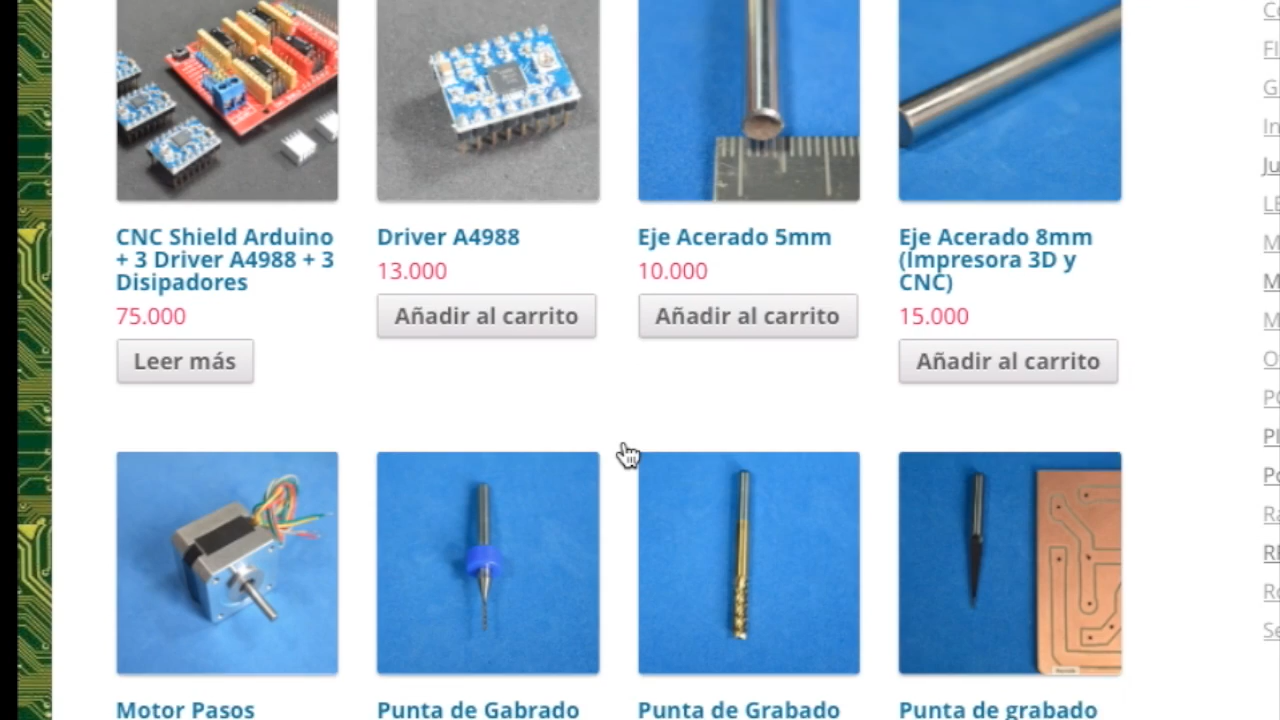 CNC Shield Arduino
+ 3 Driver A4988 + 3
Disipadores
75.000
Leer más
Driver A4988
13.000
Añadir al carrito
Eje Acerado 5mm
10.000
Añadir al carrito
Eje Acerado 8mm
(Impresora 3D y
CNC)
15.000
Añadir al carrito
Motor Pasos
Punta de Gabrado
Punta de Grabado
Punta de grabado